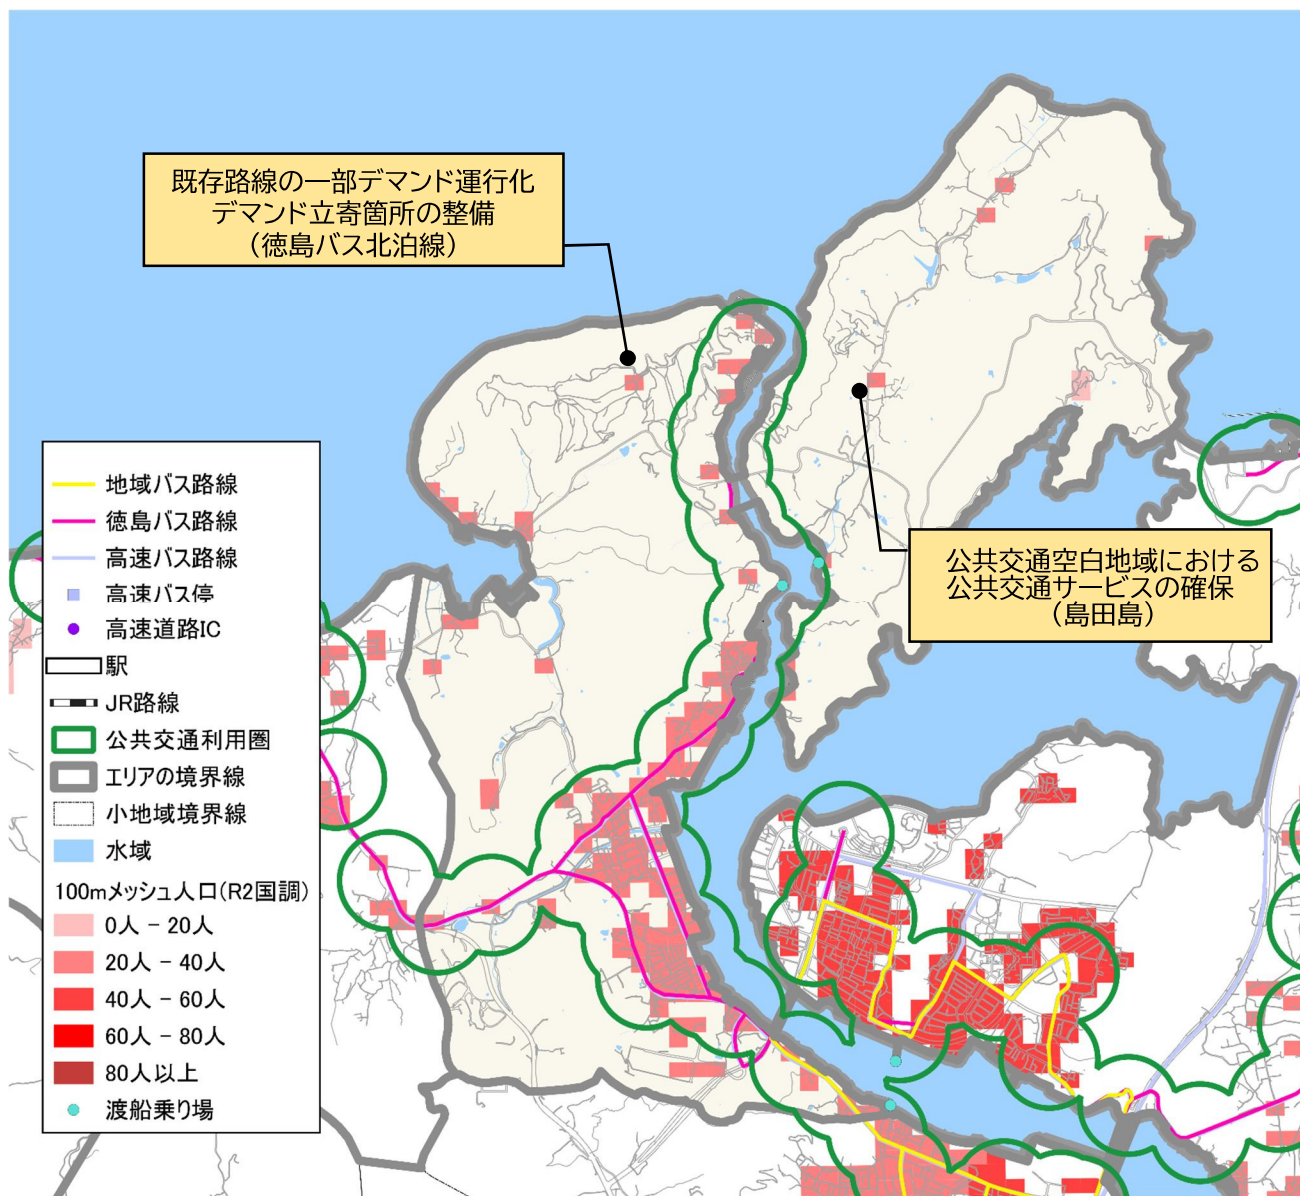 既存路線の一部デマンド運行化
デマンド立寄箇所の整備
（徳島バス北泊線）
公共交通空白地域における
公共交通サービスの確保
（島田島）
地域バス路線
徳島バス路線
高速バス路線
高速バス停
高速道路IC
駅
JR路線
公共交通利用圏
エリアの境界線
小地域境界線
水域
100mメッシュ人口(R2国調)
0人 − 20人
20人 − 40人
40人 − 60人
60人 − 80人
80人以上
渡船乗り場